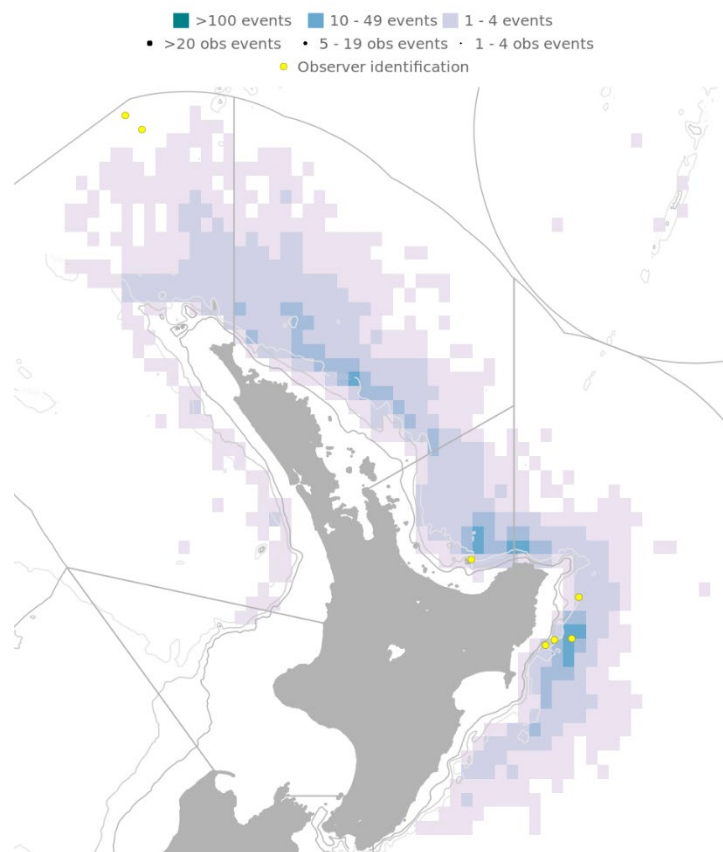 >100 events 10 - 49 events 1 - 4 events
>20 obs events 5 - 19 obs events 1 - 4 obs events
Observer identification